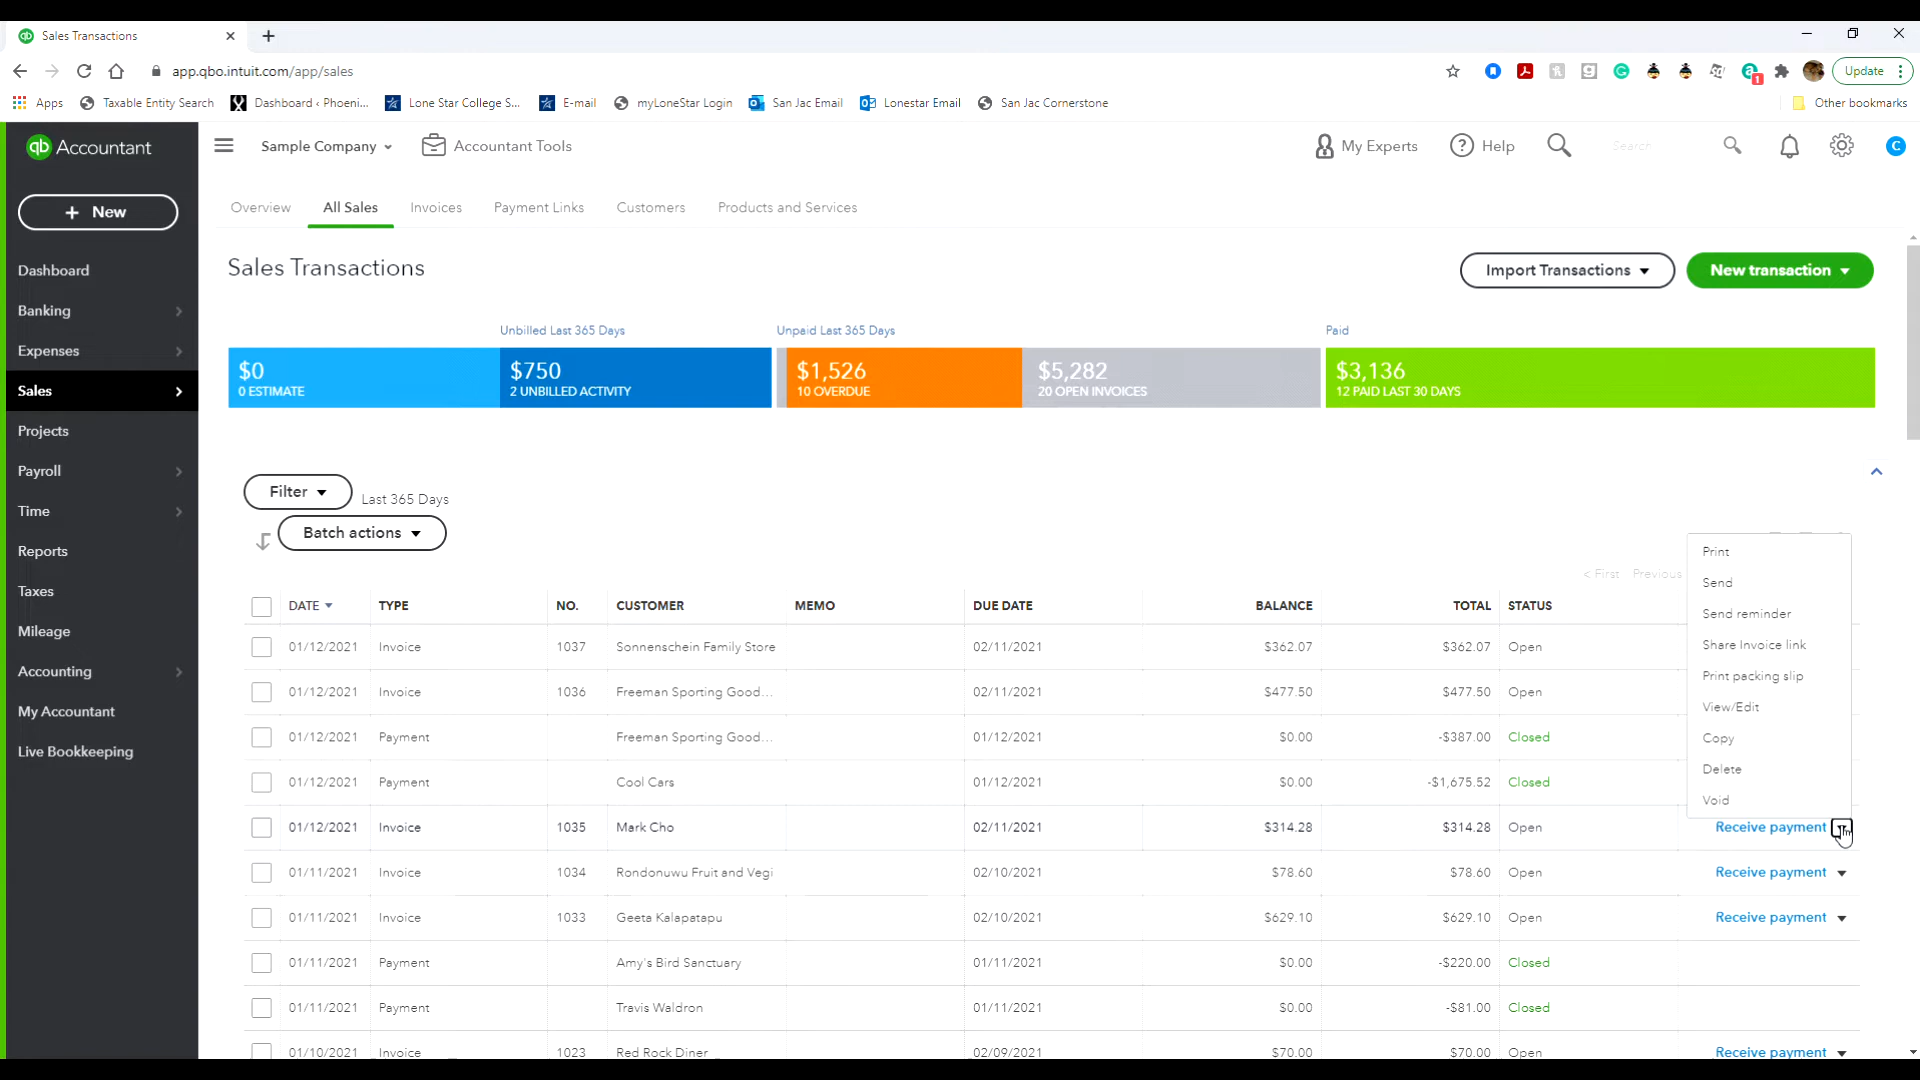 Sales Transactions
app.qbo.intuit.com/app/sales
Update
Apps Taxable Entity Search Dashboard ‹ Phoeni... Lone Star College S... E-mail myLoneStar Login San Jac Email Lonestar Email San Jac Cornerstone Other bookmarks
qb Accountant
Sample Company Accountant Tools My Experts ? Help Search C
+ New
Overview All Sales Invoices Payment Links Customers Products and Services
Sales Transactions
Import Transactions New transaction
Dashboard
Banking
Expenses
Sales
Projects
Payroll
Time
Reports
Taxes
Mileage
Accounting
My Accountant
Live Bookkeeping
Unbilled Last 365 Days Unpaid Last 365 Days Paid
$0 $750 $1,526 $5,282 $3,136
0 ESTIMATE 2 UNBILLED ACTIVITY 10 OVERDUE 20 OPEN INVOICES 12 PAID LAST 30 DAYS
Filter Last 365 Days
Batch actions
< First Previous
Print
Send
Send reminder
Share Invoice link
Print packing slip
View/Edit
Copy
Delete
Void
DATE TYPE NO. CUSTOMER MEMO DUE DATE BALANCE TOTAL STATUS
01/12/2021 Invoice 1037 Sonnenschein Family Store 02/11/2021 $362.07 $362.07 Open
01/12/2021 Invoice 1036 Freeman Sporting Good... 02/11/2021 $477.50 $477.50 Open
01/12/2021 Payment Freeman Sporting Good... 01/12/2021 $0.00 -$387.00 Closed
01/12/2021 Payment Cool Cars 01/12/2021 $0.00 -$1,675.52 Closed
01/12/2021 Invoice 1035 Mark Cho 02/11/2021 $314.28 $314.28 Open Receive payment
01/11/2021 Invoice 1034 Rondonuwu Fruit and Vegi 02/10/2021 $78.60 $78.60 Open Receive payment
01/11/2021 Invoice 1033 Geeta Kalapatapu 02/10/2021 $629.10 $629.10 Open Receive payment
01/11/2021 Payment Amy's Bird Sanctuary 01/11/2021 $0.00 -$220.00 Closed
01/11/2021 Payment Travis Waldron 01/11/2021 $0.00 -$81.00 Closed
01/10/2021 Invoice 1023 Red Rock Diner 02/09/2021 $70.00 $70.00 Open Receive payment